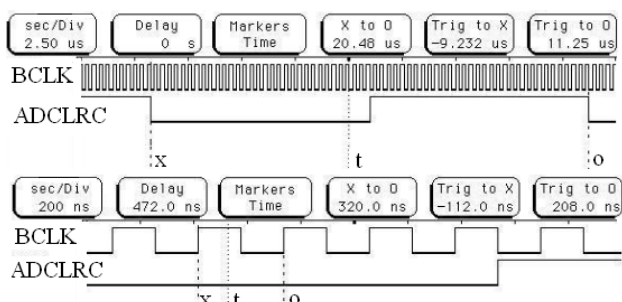 sec/Div Delay Markers X to O Trig to X Trig to O
2.50 us 0 s Time 20.48 us -9.232 us 11.25 us
BCLK
ADCLRC
x t o
sec/Div Delay Markers X to O Trig to X Trig to O
200 ns 472.0 ns Time 320.0 ns -112.0 ns 208.0 ns
BCLK
ADCLRC
x t o